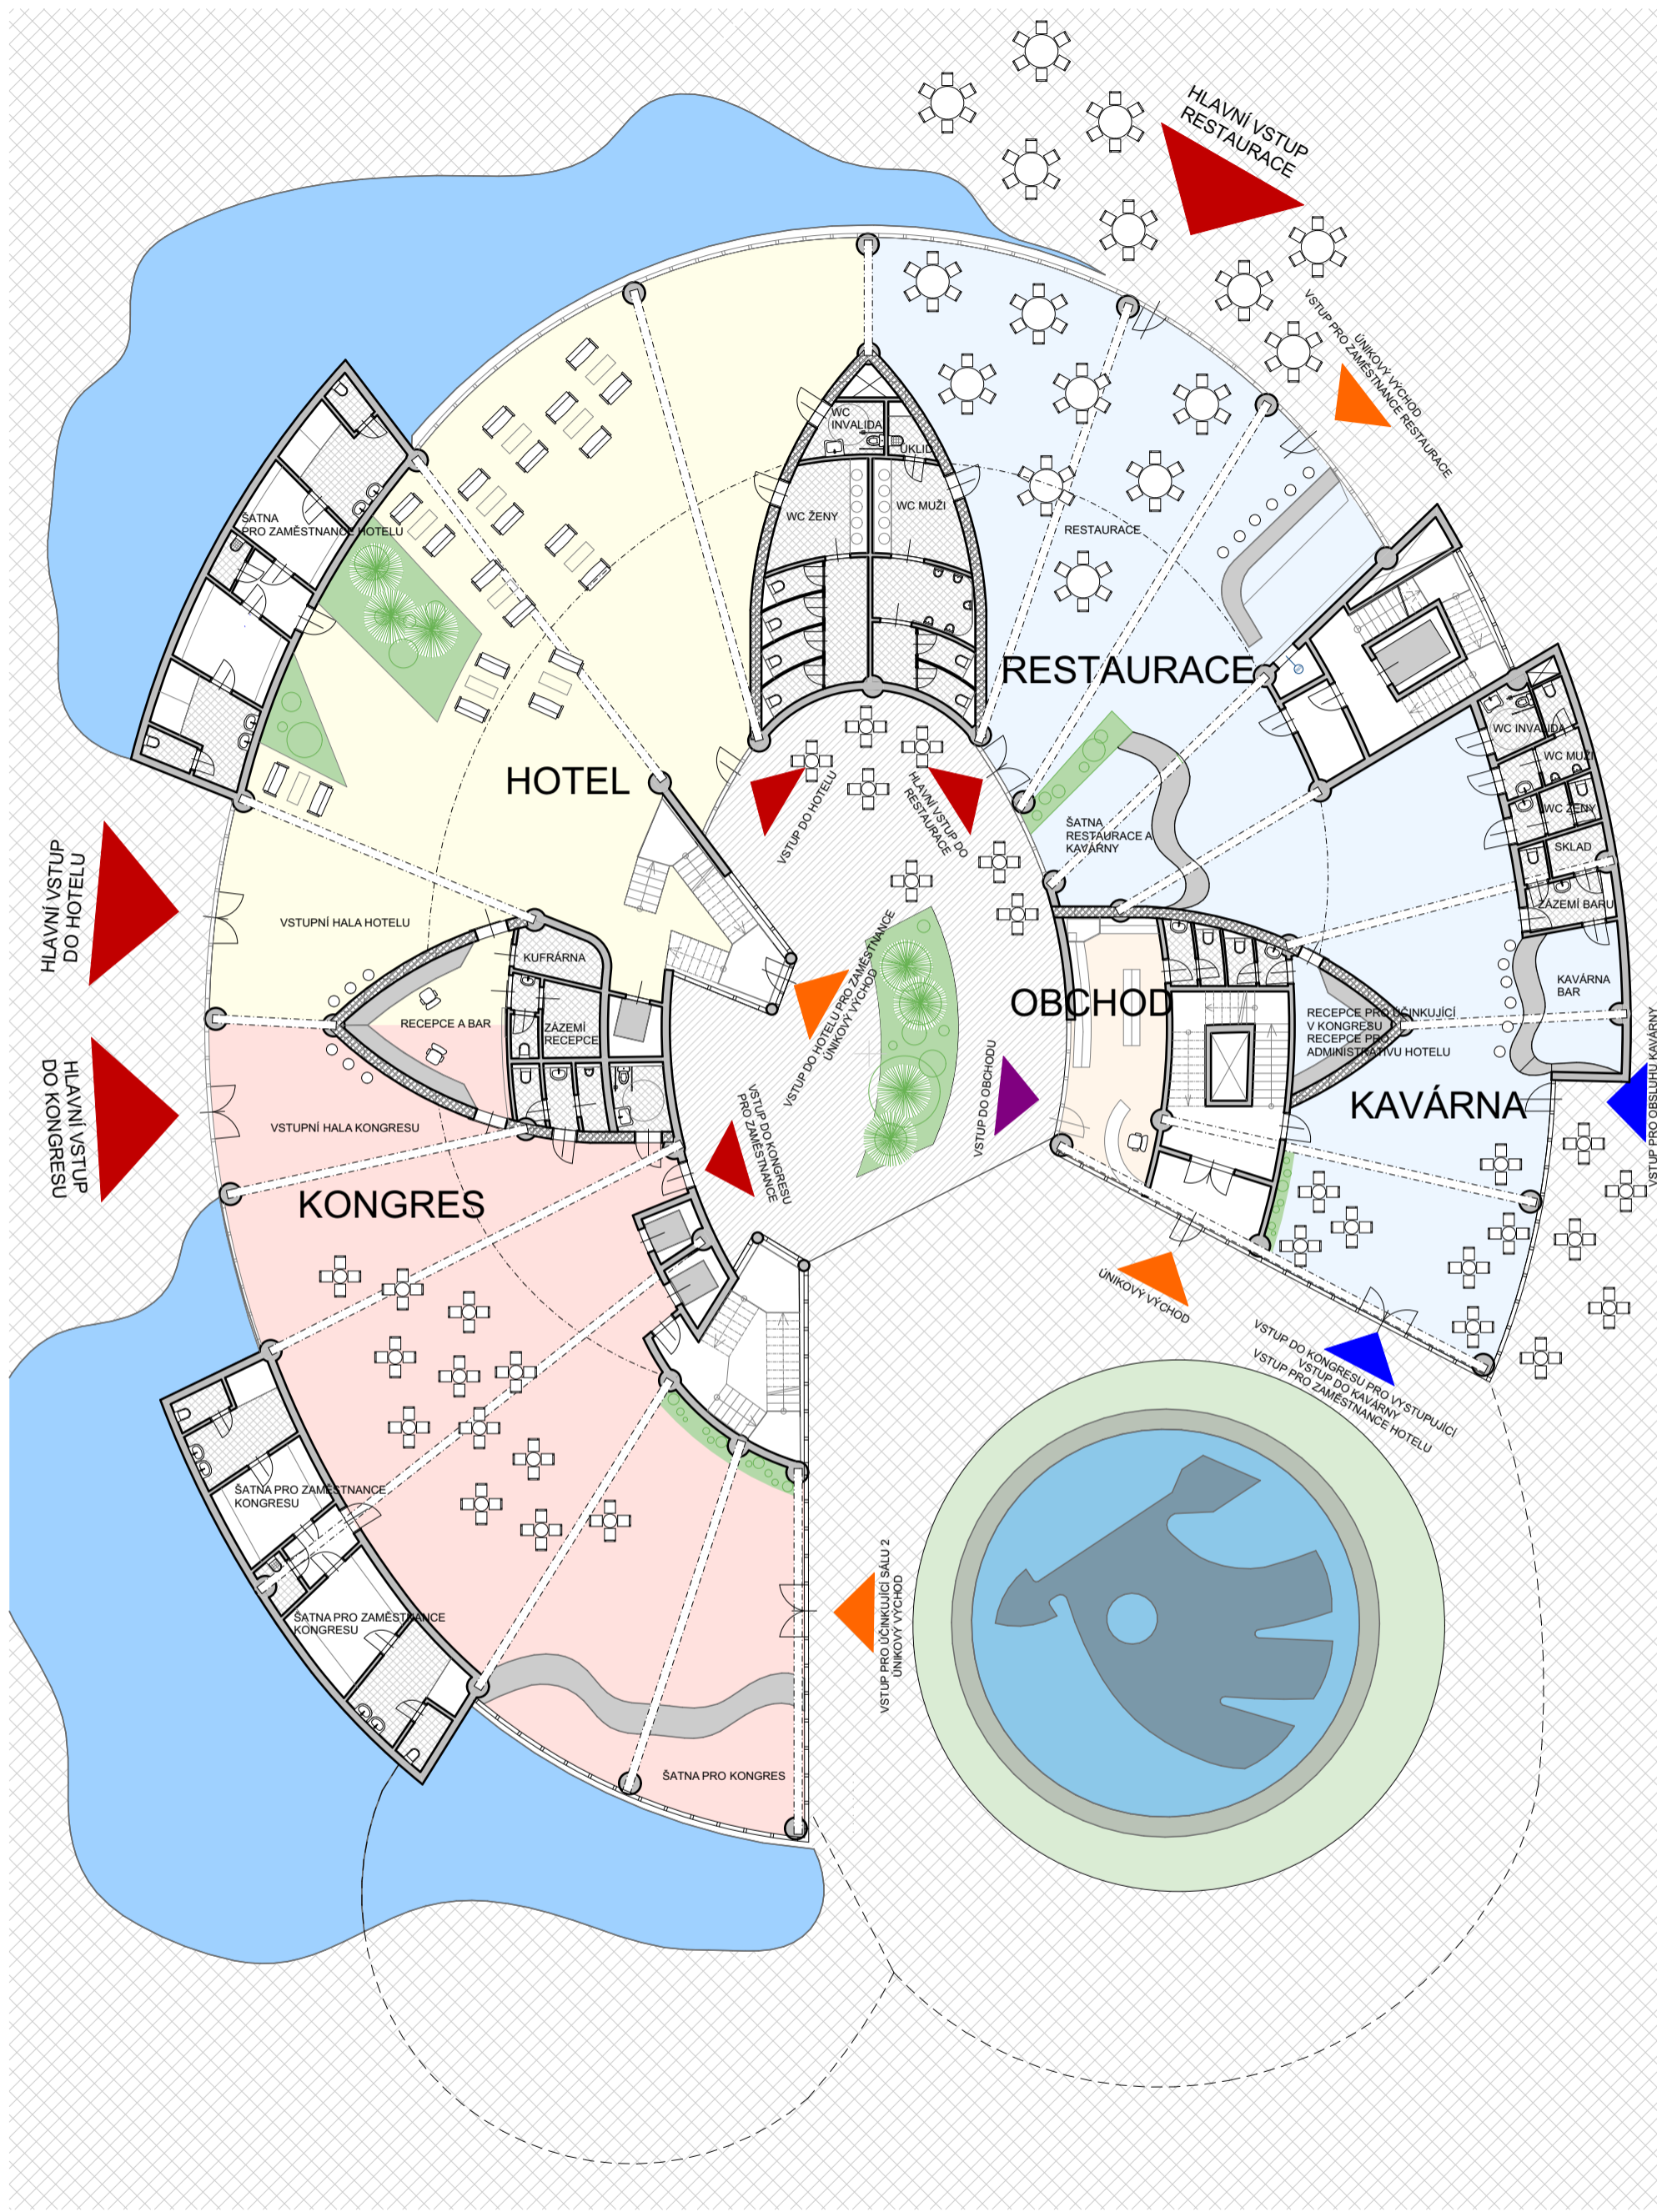 HLAVNÍ VSTUP
RESTAURACE
VSTUP PRO ZAMĚSTNANCE RESTAURACE
ÚNIKOVÝ VÝCHOD
WC
INVALIDA
ÚKLID
WC ŽENY
WC MUŽI
RESTAURACE
ŠATNA
PRO ZAMĚSTNANCE HOTELU
RESTAURACE
HOTEL
WC INVALIDA
WC MUŽI
WC ŽENY
SKLAD
ZÁZEMÍ BARU
VSTUP DO HOTELU
HLAVNÍ VSTUP DO
RESTAURACE
ŠATNA
RESTAURACE A
KAVÁRNY
HLAVNÍ VSTUP
DO HOTELU
VSTUPNÍ HALA HOTELU
KUFRÁRNA
RECEPCE A BAR
ZÁZEMÍ
RECEPCE
VSTUP DO HOTELU PRO ZAMĚSTNANCE
ÚNIKOVÝ VÝCHOD
OBCHOD
KAVÁRNA
BAR
RECEPCE PRO ÚČINKUJÍCÍ
V KONGRESU
RECEPCE PRO
ADMINISTRATIVU HOTELU
VSTUP DO OBCHODU
KAVÁRNA
VSTUP PRO OBSLUHU KAVÁRNY
HLAVNÍ VSTUP
DO KONGRESU
VSTUPNÍ HALA KONGRESU
VSTUP DO KONGRESU
PRO ZAMĚSTNANCE
KONGRES
ÚNIKOVÝ VÝCHOD
VSTUP DO KONGRESU PRO VYSTUPUJÍCÍ
VSTUP DO KAVÁRNY
VSTUP PRO ZAMĚSTNANCE HOTELU
ŠATNA PRO ZAMĚSTNANCE
KONGRESU
ŠATNA PRO ZAMĚSTNANCE
KONGRESU
VSTUP PRO ÚČINKUJÍCÍ SÁLU 2
ÚNIKOVÝ VÝCHOD
ŠATNA PRO KONGRES